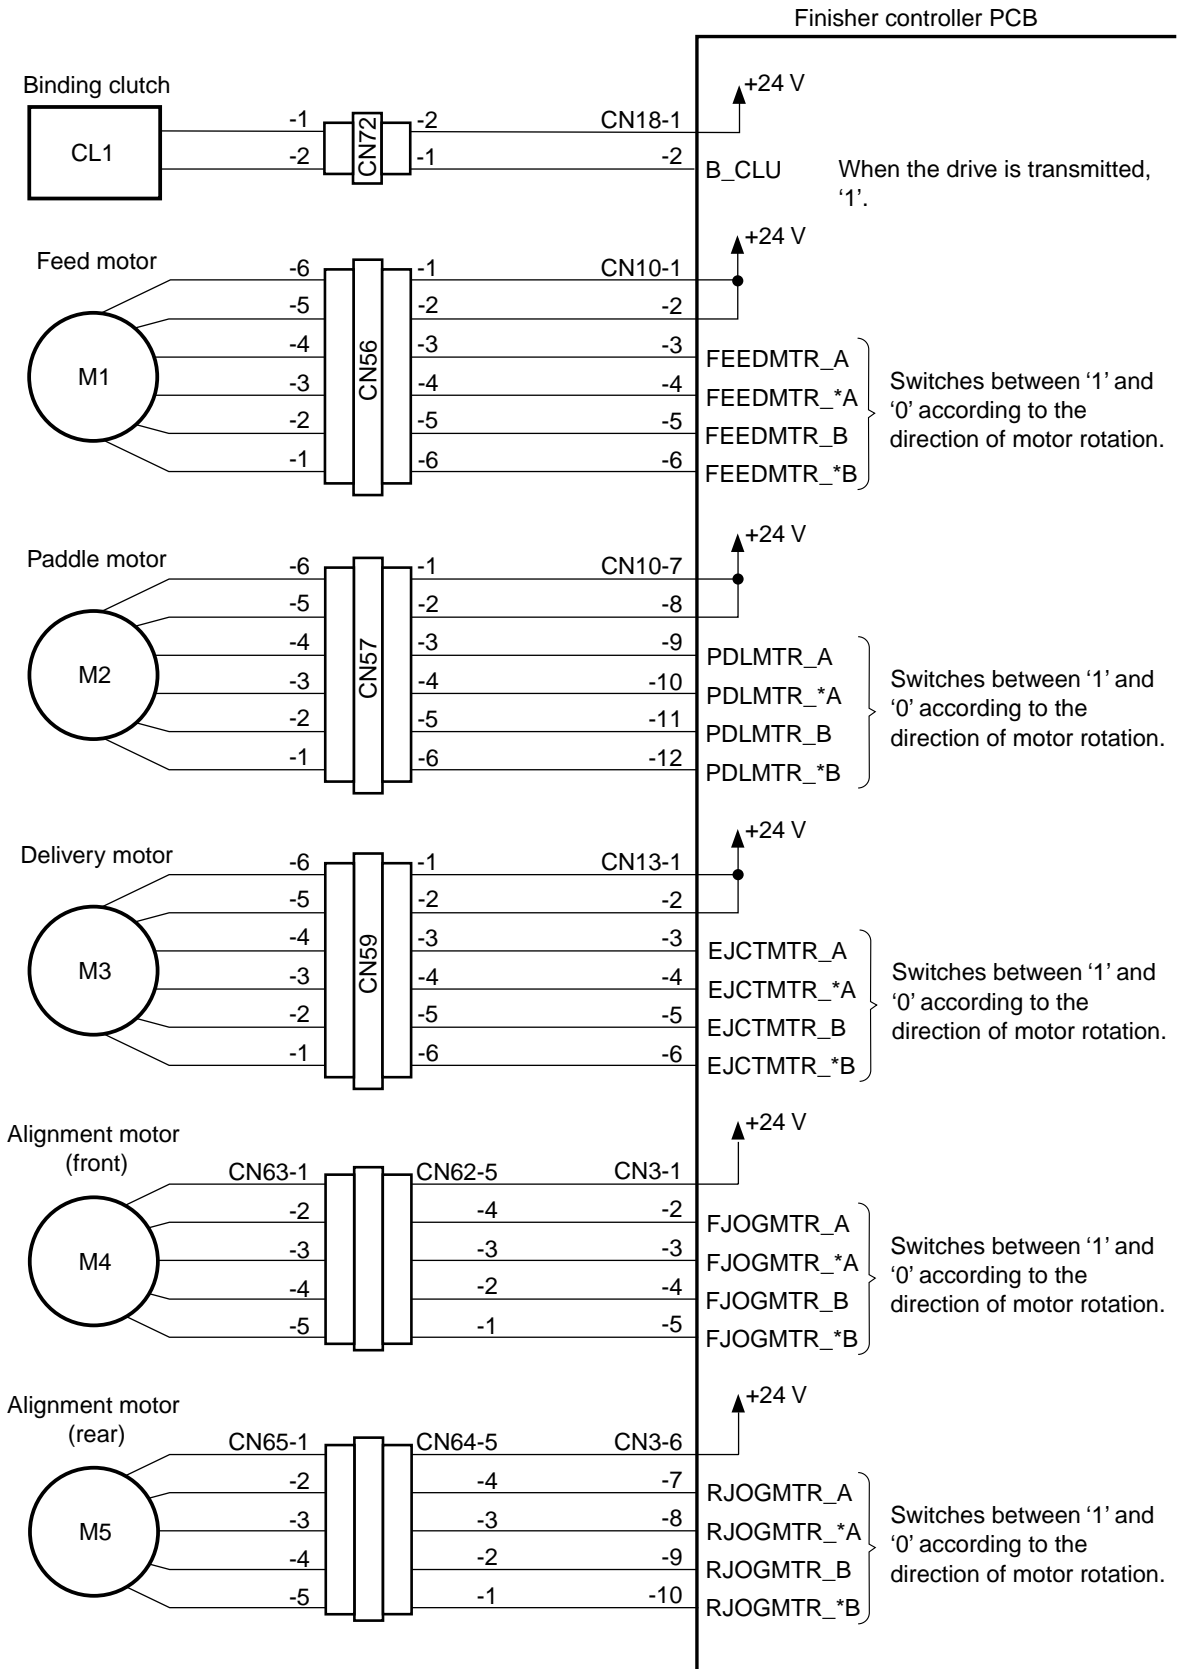 Finisher controller PCB
Binding clutch
+24 V
CL1
-1
CN72
-2
CN18-1
-2
-1
-2
B_CLU
When the drive is transmitted,
‘1’.
Feed motor
+24 V
M1
CN56
-6
-1
CN10-1
-5
-2
-2
-4
-3
-3
FEEDMTR_A
-3
-4
-4
FEEDMTR_*A
-2
-5
-5
FEEDMTR_B
-1
-6
-6
FEEDMTR_*B
Switches between ‘1’ and
‘0’ according to the
direction of motor rotation.
Paddle motor
+24 V
M2
CN57
-6
-1
CN10-7
-5
-2
-8
-4
-3
-9
PDLMTR_A
-3
-4
-10
PDLMTR_*A
-2
-5
-11
PDLMTR_B
-1
-6
-12
PDLMTR_*B
Switches between ‘1’ and
‘0’ according to the
direction of motor rotation.
Delivery motor
+24 V
M3
CN59
-6
-1
CN13-1
-5
-2
-2
-4
-3
-3
EJCTMTR_A
-3
-4
-4
EJCTMTR_*A
-2
-5
-5
EJCTMTR_B
-1
-6
-6
EJCTMTR_*B
Switches between ‘1’ and
‘0’ according to the
direction of motor rotation.
Alignment motor
(front)
+24 V
M4
CN63-1
CN62-5
CN3-1
-2
-4
-2
FJOGMTR_A
-3
-3
-3
FJOGMTR_*A
-4
-2
-4
FJOGMTR_B
-5
-1
-5
FJOGMTR_*B
Switches between ‘1’ and
‘0’ according to the
direction of motor rotation.
Alignment motor
(rear)
+24 V
M5
CN65-1
CN64-5
CN3-6
-2
-4
-7
RJOGMTR_A
-3
-3
-8
RJOGMTR_*A
-4
-2
-9
RJOGMTR_B
-5
-1
-10
RJOGMTR_*B
Switches between ‘1’ and
‘0’ according to the
direction of motor rotation.